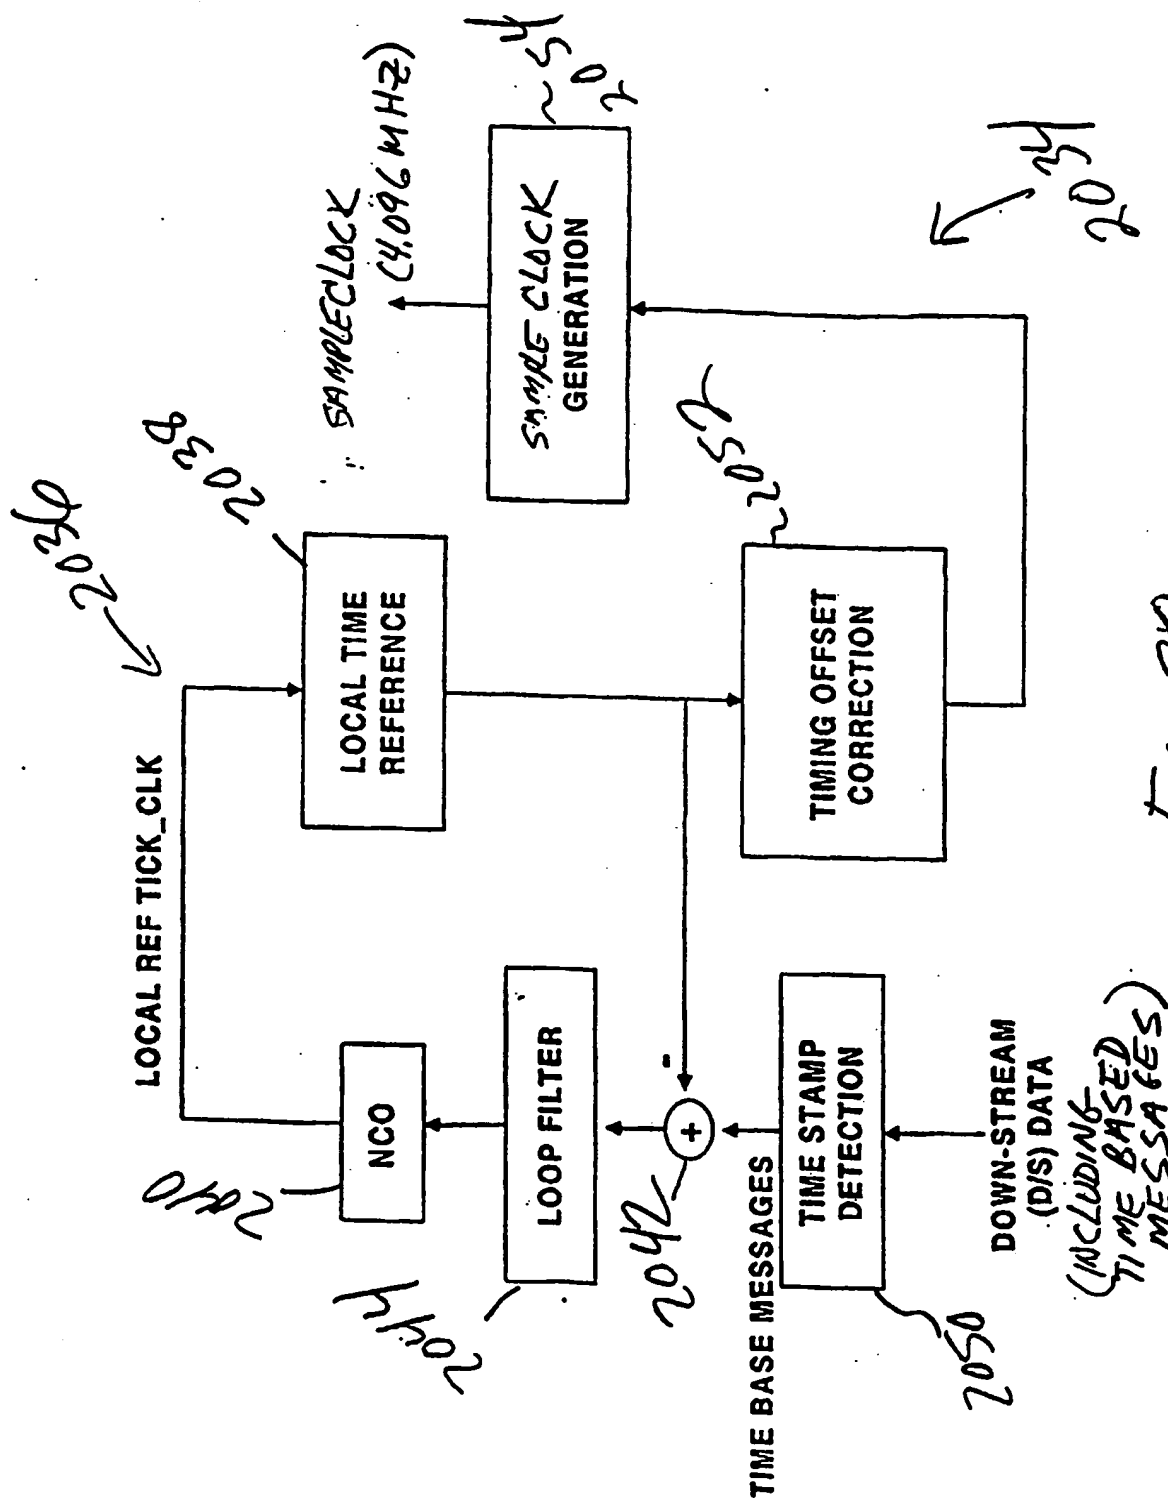 2036
LOCAL REF TICK_CLK
2038
2040
NCO
LOCAL TIME
REFERENCE
SAMPLECLOCK
(4.096 MHZ)
2044
LOOP FILTER
SAMPLE CLOCK
GENERATION
2054
2042
+
-
TIME BASE MESSAGES
TIME STAMP
DETECTION
2050
TIMING OFFSET
CORRECTION
2052
DOWN-STREAM
(D/S) DATA
(INCLUDING
TIME BASED
MESSAGES)
2034